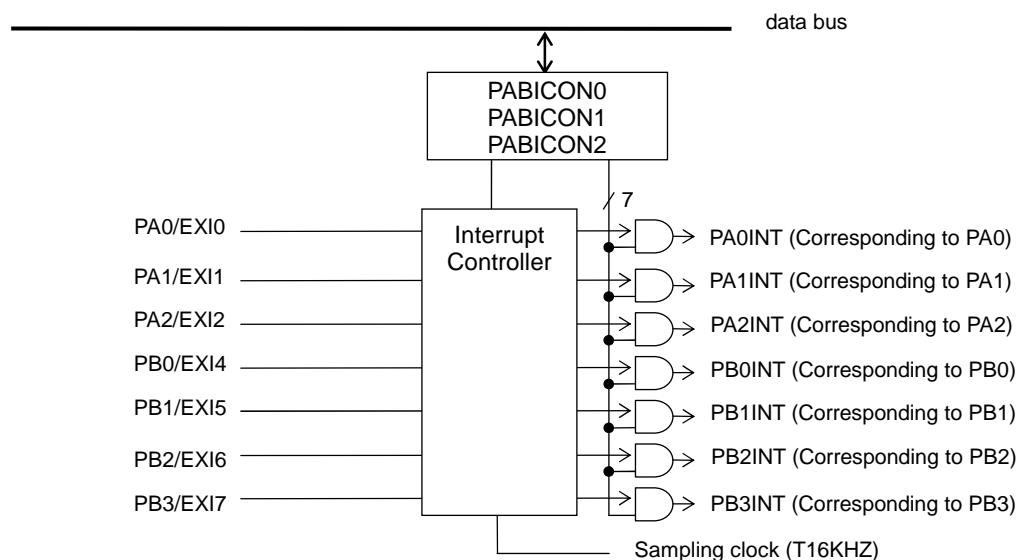 data bus
PABICON0
PABICON1
PABICON2
7
Interrupt
Controller
PA0/EXI0
PA0INT (Corresponding to PA0)
PA1/EXI1
PA1INT (Corresponding to PA1)
PA2/EXI2
PA2INT (Corresponding to PA2)
PB0/EXI4
PB0INT (Corresponding to PB0)
PB1/EXI5
PB1INT (Corresponding to PB1)
PB2/EXI6
PB2INT (Corresponding to PB2)
PB3/EXI7
PB3INT (Corresponding to PB3)
Sampling clock (T16KHZ)